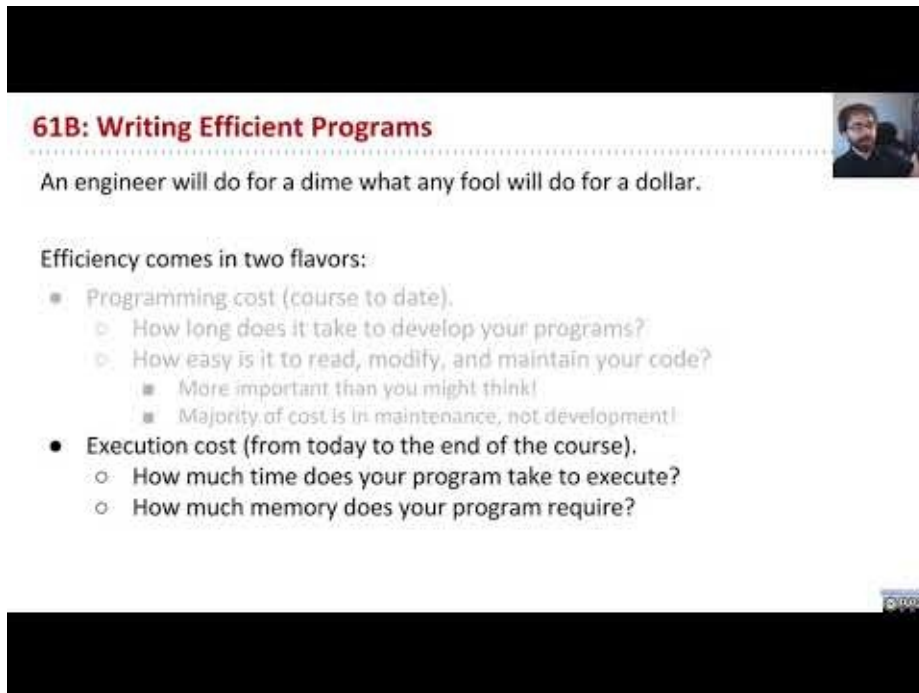 61B: Writing Efficient Programs
An engineer will do for a dime what any fool will do for a dollar.
Efficiency comes in two flavors:
● Programming cost (course to date).
○ How long does it take to develop your programs?
○ How easy is it to read, modify, and maintain your code?
■ More important than you might think!
■ Majority of cost is in maintenance, not development!
● Execution cost (from today to the end of the course).
○ How much time does your program take to execute?
○ How much memory does your program require?